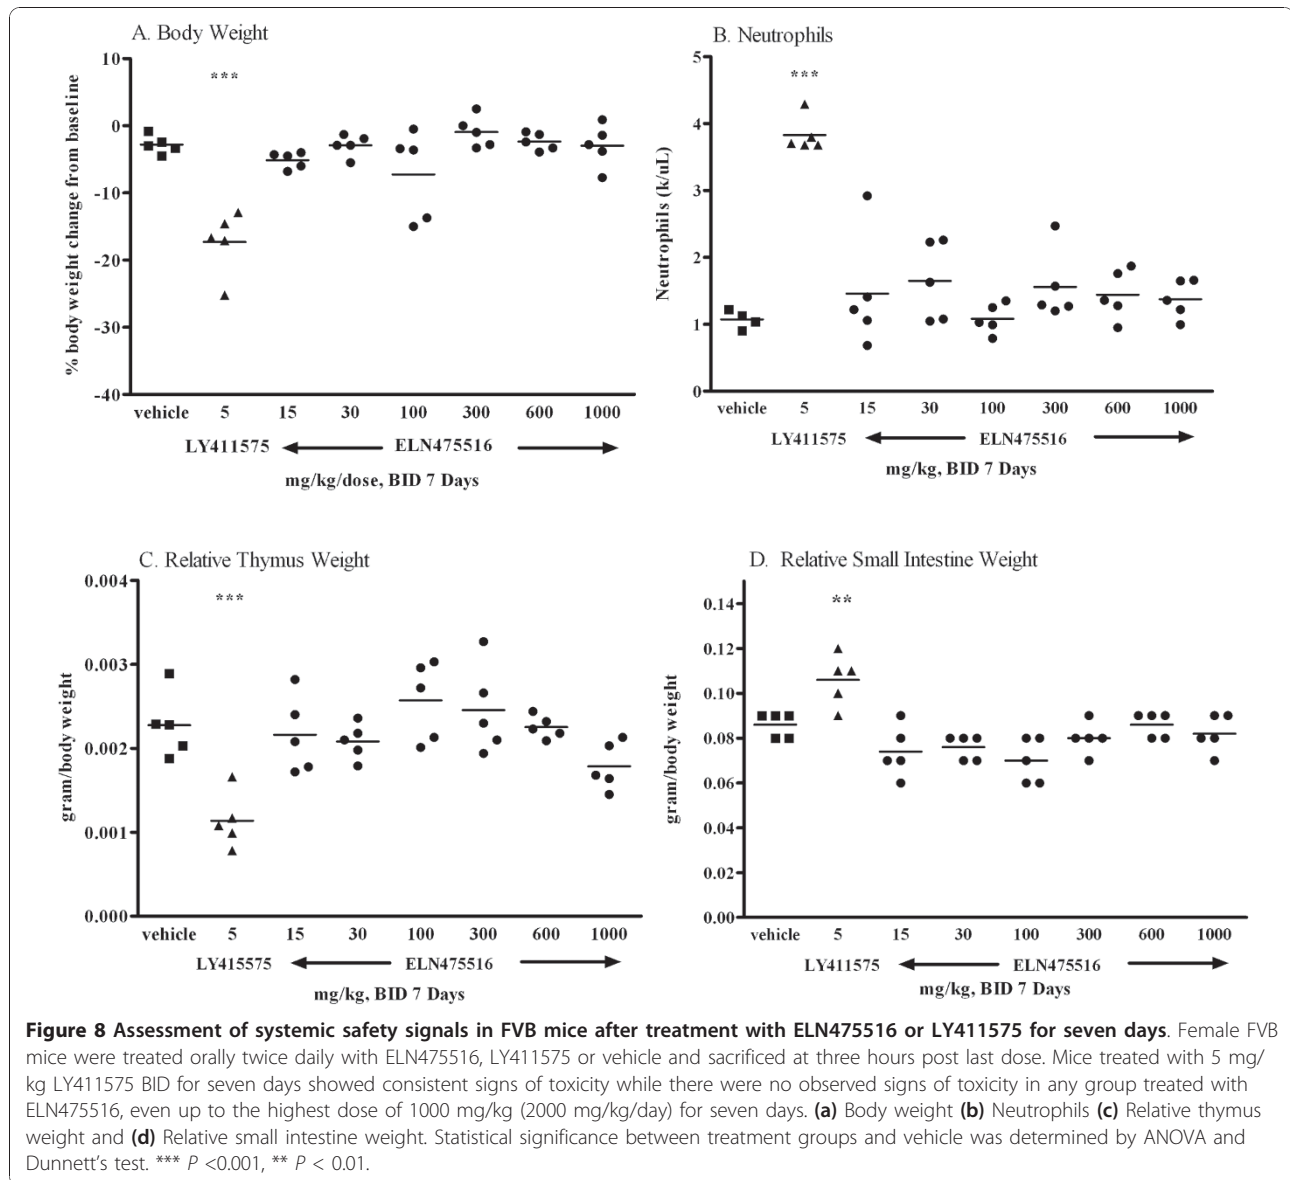 A. Body Weight
10
0
-10
-20
-30
-40
% body weight change from baseline
***
vehicle 5 15 30 100 300 600 1000
LY411575 ELN475516
mg/kg/dose, BID 7 Days
B. Neutrophils
5
4
3
2
1
0
Neutrophils (k/uL)
***
vehicle 5 15 30 100 300 600 1000
LY411575 ELN475516
mg/kg, BID 7 Days
C. Relative Thymus Weight
0.004
0.003
0.002
0.001
0.000
gram/body weight
***
vehicle 5 15 30 100 300 600 1000
LY415575 ELN475516
mg/kg, BID 7 Days
D. Relative Small Intestine Weight
0.14
0.12
0.10
0.08
0.06
0.04
0.02
0.00
gram/body weight
**
vehicle 5 15 30 100 300 600 1000
LY411575 ELN475516
mg/kg, BID 7 Days
Figure 8 Assessment of systemic safety signals in FVB mice after treatment with ELN475516 or LY411575 for seven days. Female FVB
mice were treated orally twice daily with ELN475516, LY411575 or vehicle and sacrificed at three hours post last dose. Mice treated with 5 mg/
kg LY411575 BID for seven days showed consistent signs of toxicity while there were no observed signs of toxicity in any group treated with
ELN475516, even up to the highest dose of 1000 mg/kg (2000 mg/kg/day) for seven days. (a) Body weight (b) Neutrophils (c) Relative thymus
weight and (d) Relative small intestine weight. Statistical significance between treatment groups and vehicle was determined by ANOVA and
Dunnett's test. *** P <0.001, ** P < 0.01.